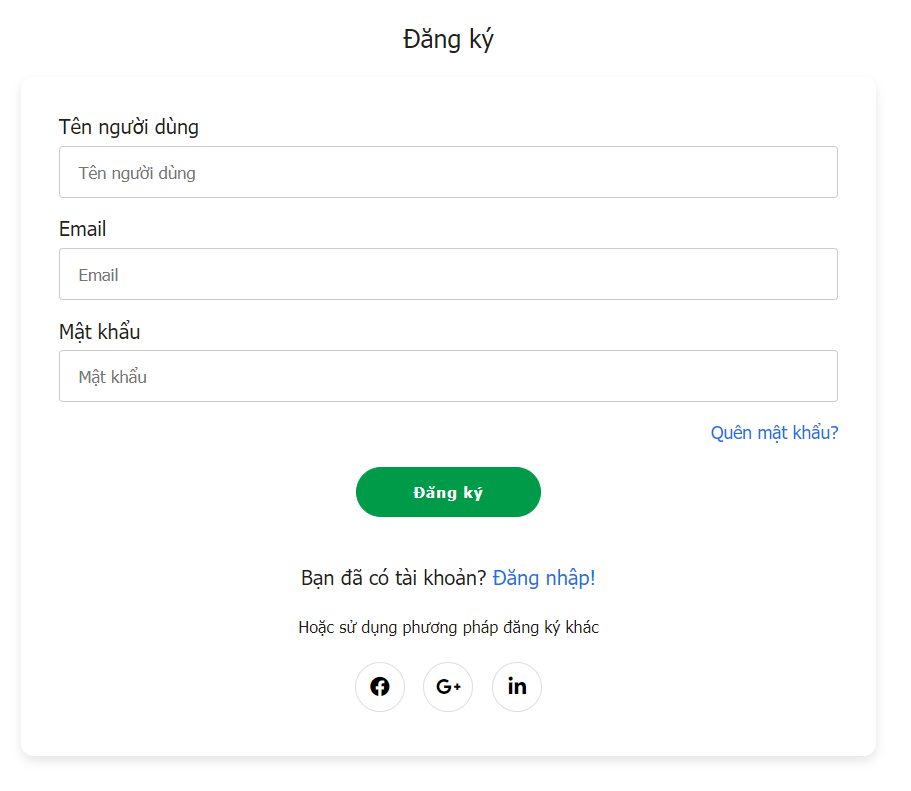 Đăng ký
Tên người dùng
Tên người dùng
Email
Email
Mật khẩu
Mật khẩu
Quên mật khẩu?
Đăng ký
Bạn đã có tài khoản? Đăng nhập!
Hoặc sử dụng phương pháp đăng ký khác
G+
in